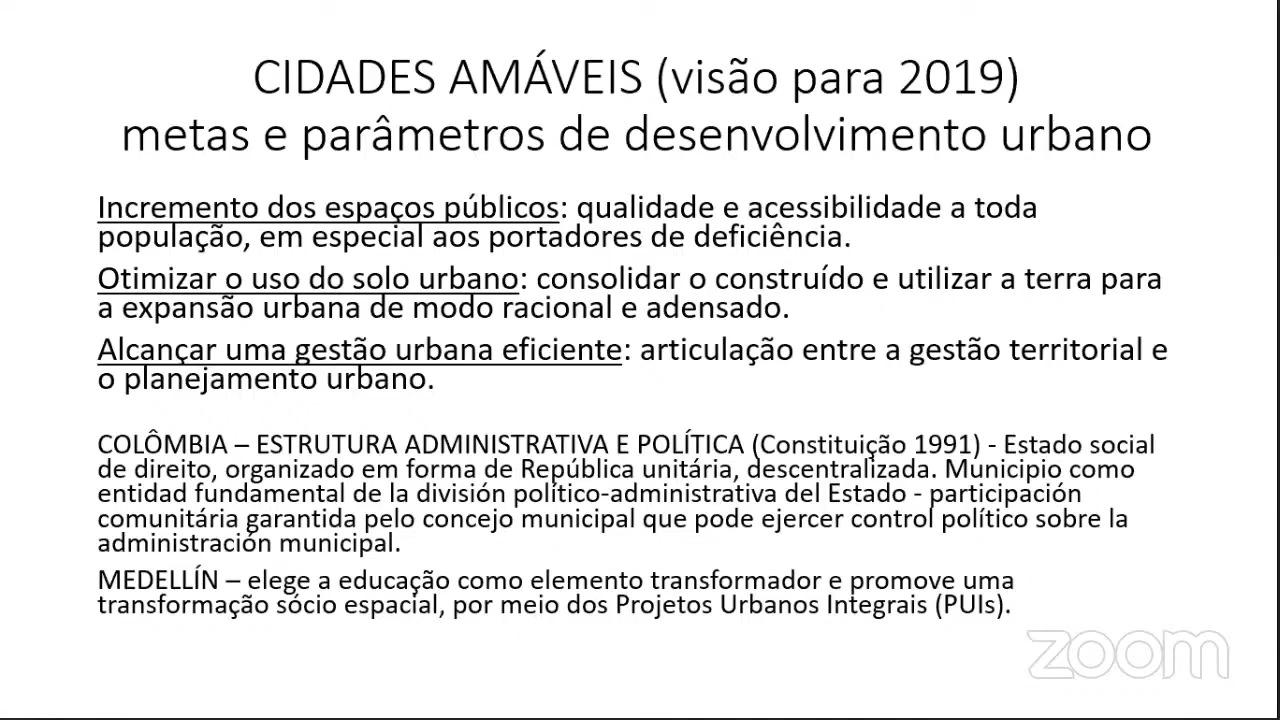 CIDADES AMÁVEIS (visão para 2019)
metas e parâmetros de desenvolvimento urbano
Incremento dos espaços públicos: qualidade e acessibilidade a toda
população, em especial aos portadores de deficiência.
Otimizar o uso do solo urbano: consolidar o construído e utilizar a terra para
a expansão urbana de modo racional e adensado.
Alcançar uma gestão urbana eficiente: articulação entre a gestão territorial e
o planejamento urbano.
COLÔMBIA – ESTRUTURA ADMINISTRATIVA E POLÍTICA (Constituição 1991) - Estado social
de direito, organizado em forma de República unitária, descentralizada. Municipio como
entidad fundamental de la división político-administrativa del Estado - participación
comunitária garantida pelo concejo municipal que pode ejercer control político sobre la
administración municipal.
MEDELLÍN – elege a educação como elemento transformador e promove uma
transformação sócio espacial, por meio dos Projetos Urbanos Integrais (PUIs).
zoom